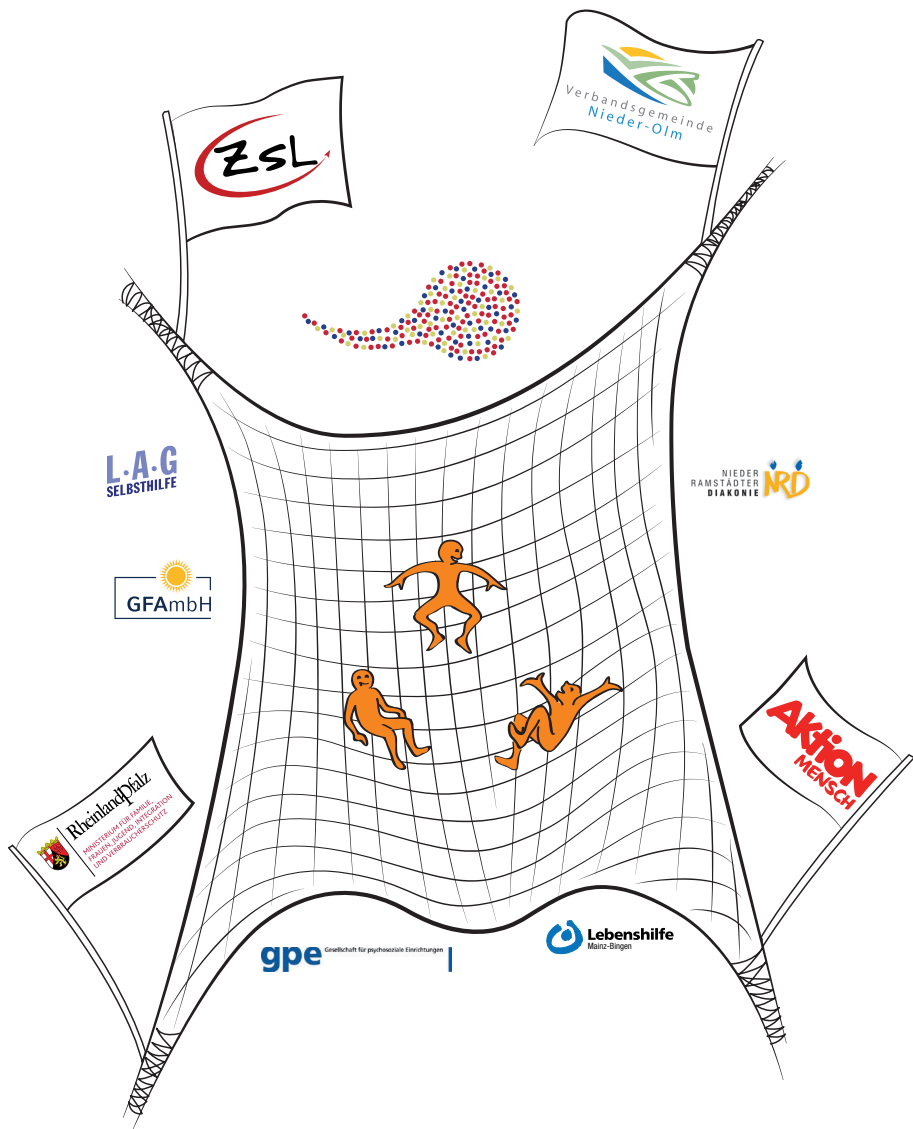 Verbandsgemeinde
Nieder-Olm
ZsL
L·A·G
SELBSTHILFE
NIEDER
RAMSTÄDTER
DIAKONIE
NRD
GFAmbH
AKTION
MENSCH
RheinlandPfalz
MINISTERIUM FÜR FAMILIE,
FRAUEN, JUGEND, INTEGRATION
UND VERBRAUCHERSCHUTZ
gpe Gesellschaft für psychosoziale Einrichtungen
Lebenshilfe
Mainz-Bingen